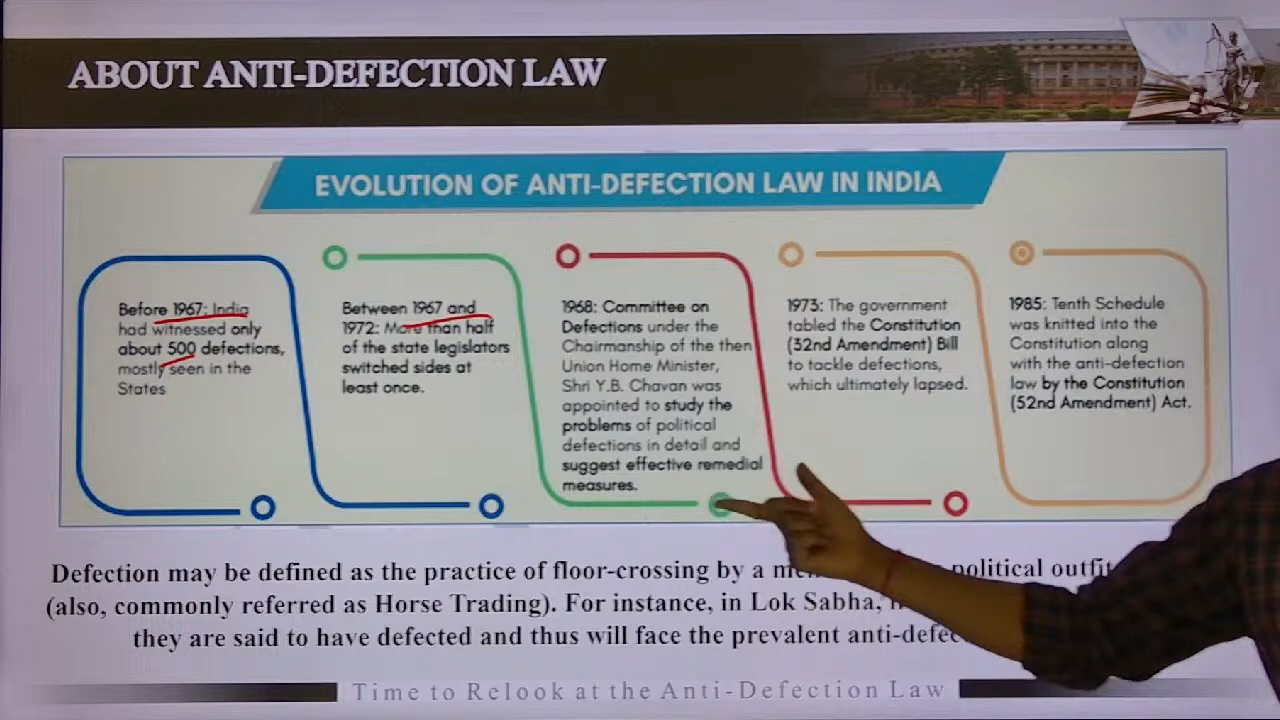 ABOUT ANTI-DEFECTION LAW
EVOLUTION OF ANTI-DEFECTION LAW IN INDIA
Before 1967: India
had witnessed only
about 500 defections,
mostly seen in the
States
Between 1967 and
1972: More than half
of the state legislators
switched sides at
least once.
1968: Committee on
Defections under the
Chairmanship of the then
Union Home Minister,
Shri Y.B. Chavan was
appointed to study the
problems of political
defections in detail and
suggest effective remedial
measures.
1973: The government
tabled the Constitution
(32nd Amendment) Bill
to tackle defections,
which ultimately lapsed.
1985: Tenth Schedule
was knitted into the
Constitution along
with the anti-defection
law by the Constitution
(52nd Amendment) Act.
Defection may be defined as the practice of floor-crossing by a political outfit
(also, commonly referred as Horse Trading). For instance, in Lok Sabha,
they are said to have defected and thus will face the prevalent
Time to Relook at the Anti-Defection Law